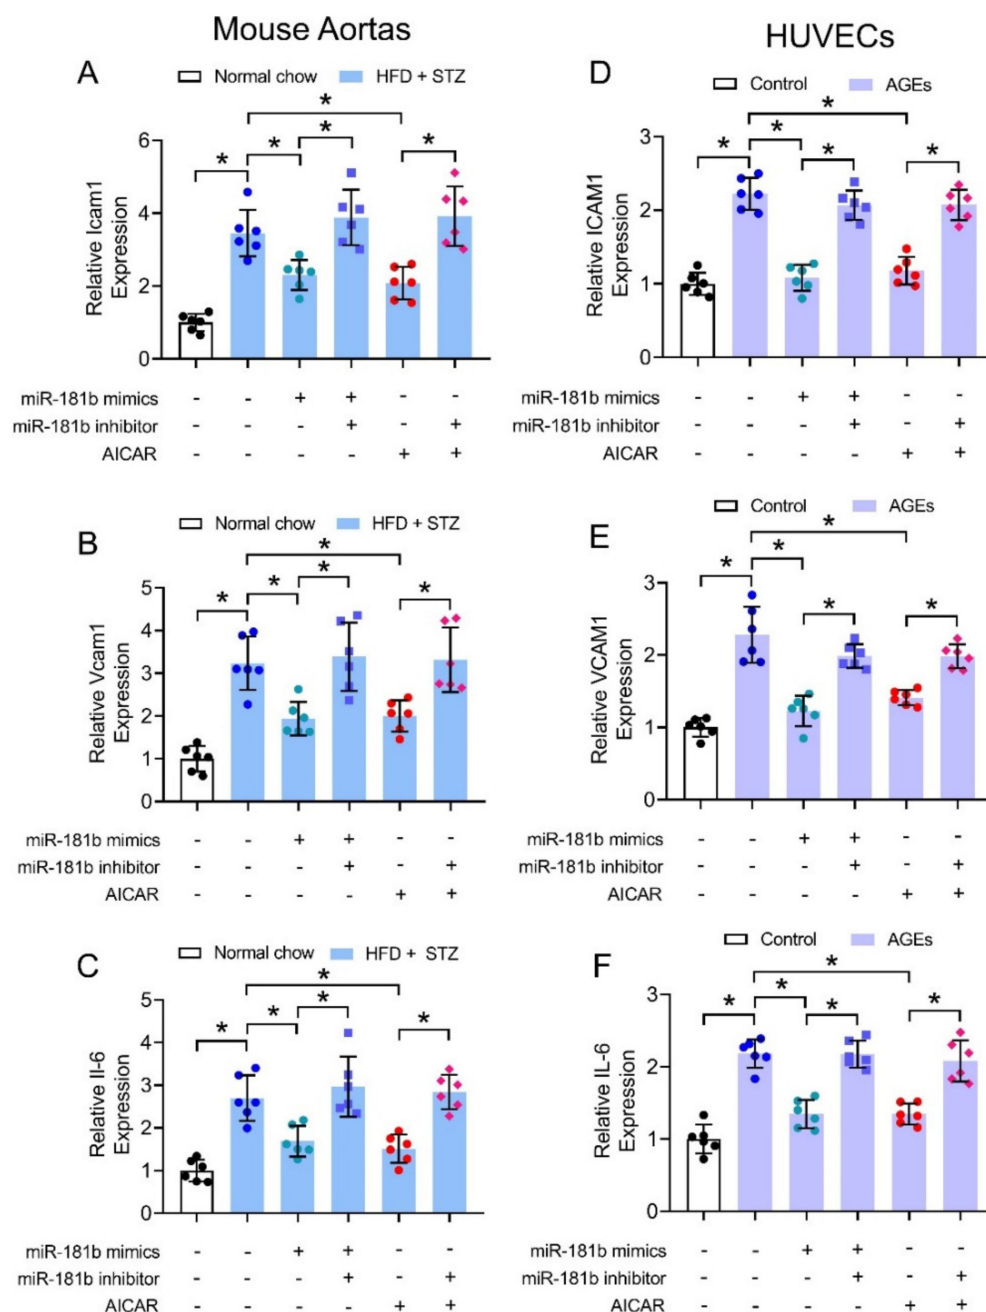 Mouse Aortas
HUVECs
A
Normal chow HFD + STZ
Relative Icam1
Expression
6
4
2
0
* * * * *
miR-181b mimics - - + + - -
miR-181b inhibitor - - - + - +
AICAR - - - - + +
D
Control AGEs
Relative ICAM1
Expression
3
2
1
0
* * * * *
miR-181b mimics - - + + - -
miR-181b inhibitor - - - + - +
AICAR - - - - + +
B
Normal chow HFD + STZ
Relative Vcam1
Expression
5
4
3
2
1
0
* * * * *
miR-181b mimics - - + + - -
miR-181b inhibitor - - - + - +
AICAR - - - - + +
E
Control AGEs
Relative VCAM1
Expression
3
2
1
0
* * * * *
miR-181b mimics - - + + - -
miR-181b inhibitor - - - + - +
AICAR - - - - + +
C
Normal chow HFD + STZ
Relative Il-6
Expression
5
4
3
2
1
0
* * * * *
miR-181b mimics - - + + - -
miR-181b inhibitor - - - + - +
AICAR - - - - + +
F
Control AGEs
Relative IL-6
Expression
3
2
1
0
* * * * *
miR-181b mimics - - + + - -
miR-181b inhibitor - - - + - +
AICAR - - - - + +